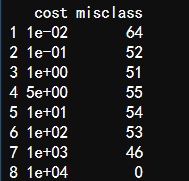 cost misclass
1 1e-02 64
2 1e-01 52
3 1e+00 51
4 5e+00 55
5 1e+01 54
6 1e+02 53
7 1e+03 46
8 1e+04 0